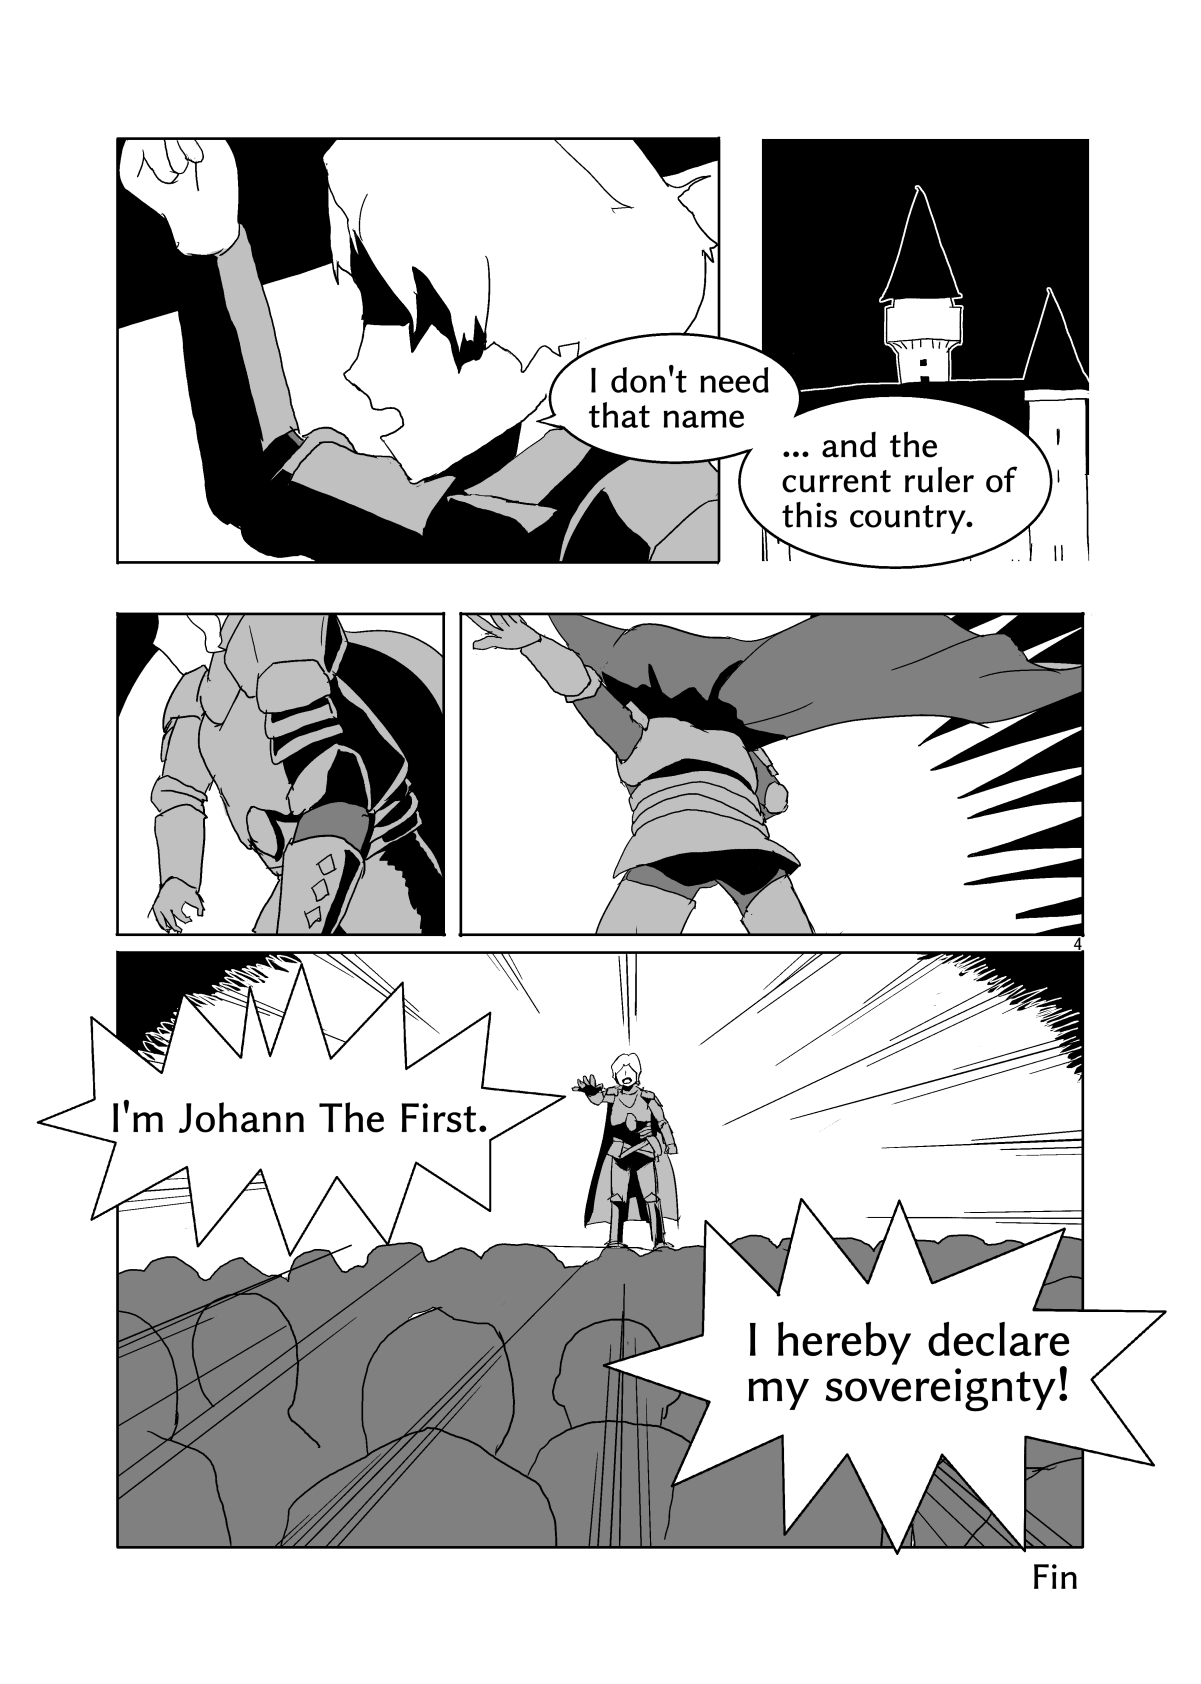 I don't need
that name
... and the
current ruler of
this country.
4
I'm Johann The First.
I hereby declare
my sovereignty!
Fin